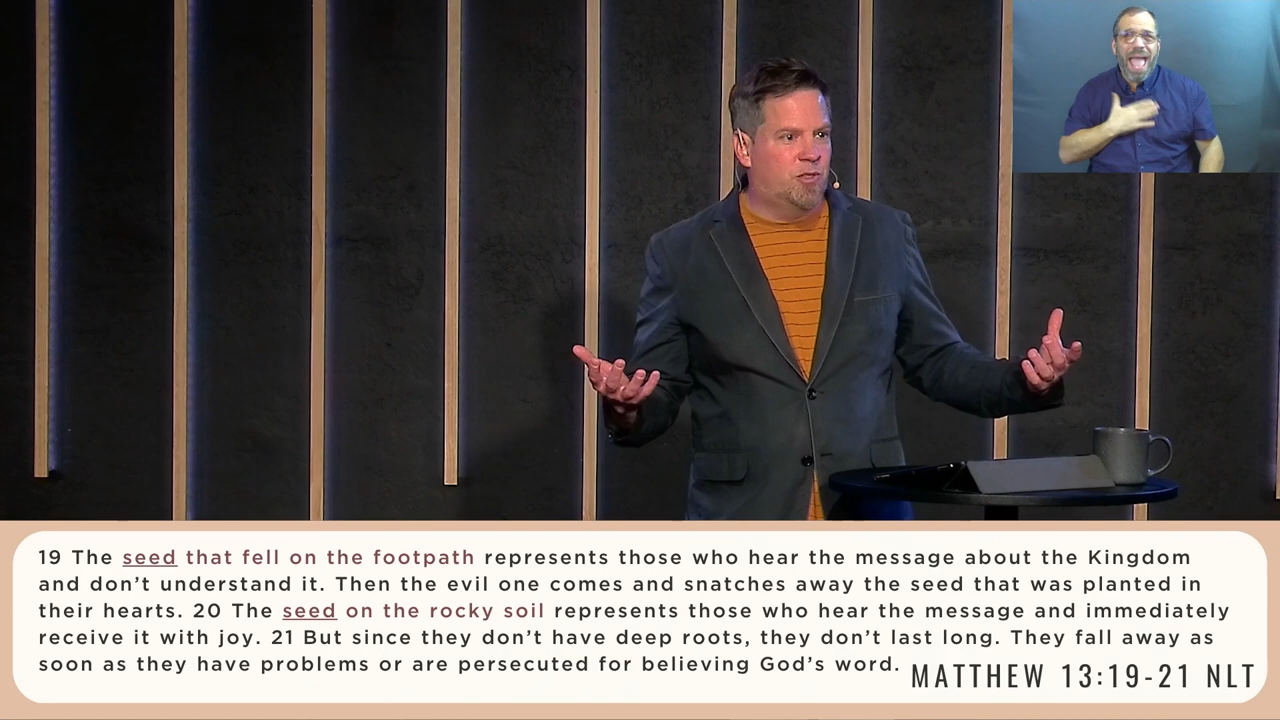 19 The seed that fell on the footpath represents those who hear the message about the Kingdom
and don’t understand it. Then the evil one comes and snatches away the seed that was planted in
their hearts. 20 The seed on the rocky soil represents those who hear the message and immediately
receive it with joy. 21 But since they don’t have deep roots, they don’t last long. They fall away as
soon as they have problems or are persecuted for believing God’s word.
MATTHEW 13:19-21 NLT